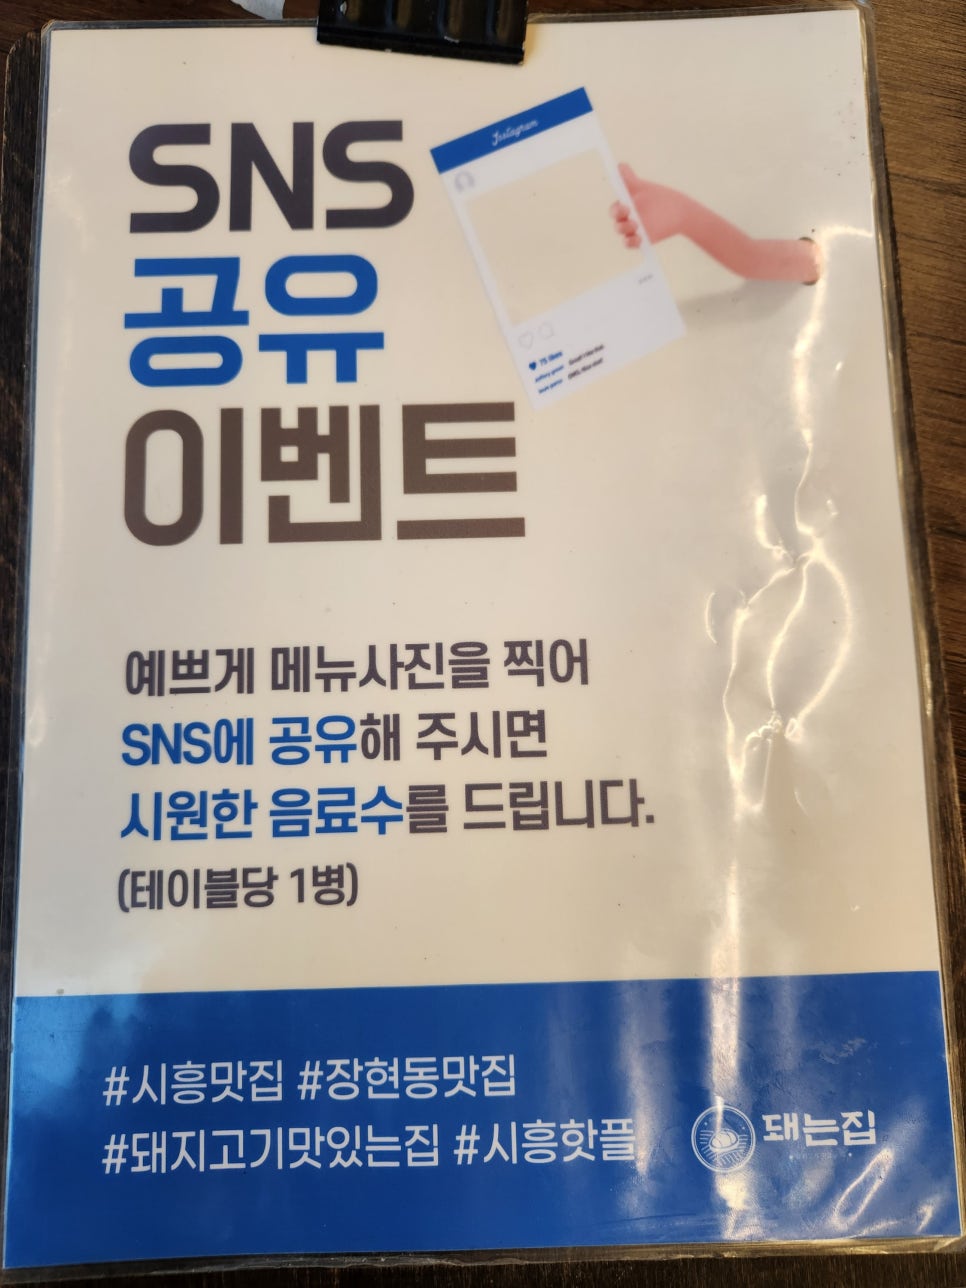 SNS
공유
이벤트
Instagram
75 likes
예쁘게 메뉴사진을 찍어
SNS에 공유해 주시면
시원한 음료수를 드립니다.
(테이블당 1병)
#시흥맛집 #장현동맛집
#돼지고기맛있는집 #시흥핫플
돼는집